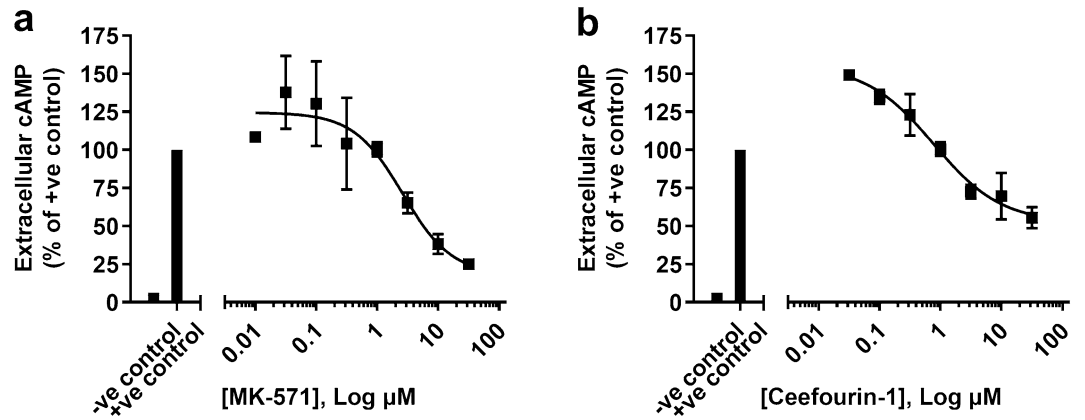 a
Extracellular cAMP
(% of +ve control)
175
150
125
100
75
50
25
0
-ve control
+ve control
0.01
0.1
1
10
100
[MK-571], Log µM
b
Extracellular cAMP
(% of +ve control)
175
150
125
100
75
50
25
0
-ve control
+ve control
0.01
0.1
1
10
100
[Ceefourin-1], Log µM